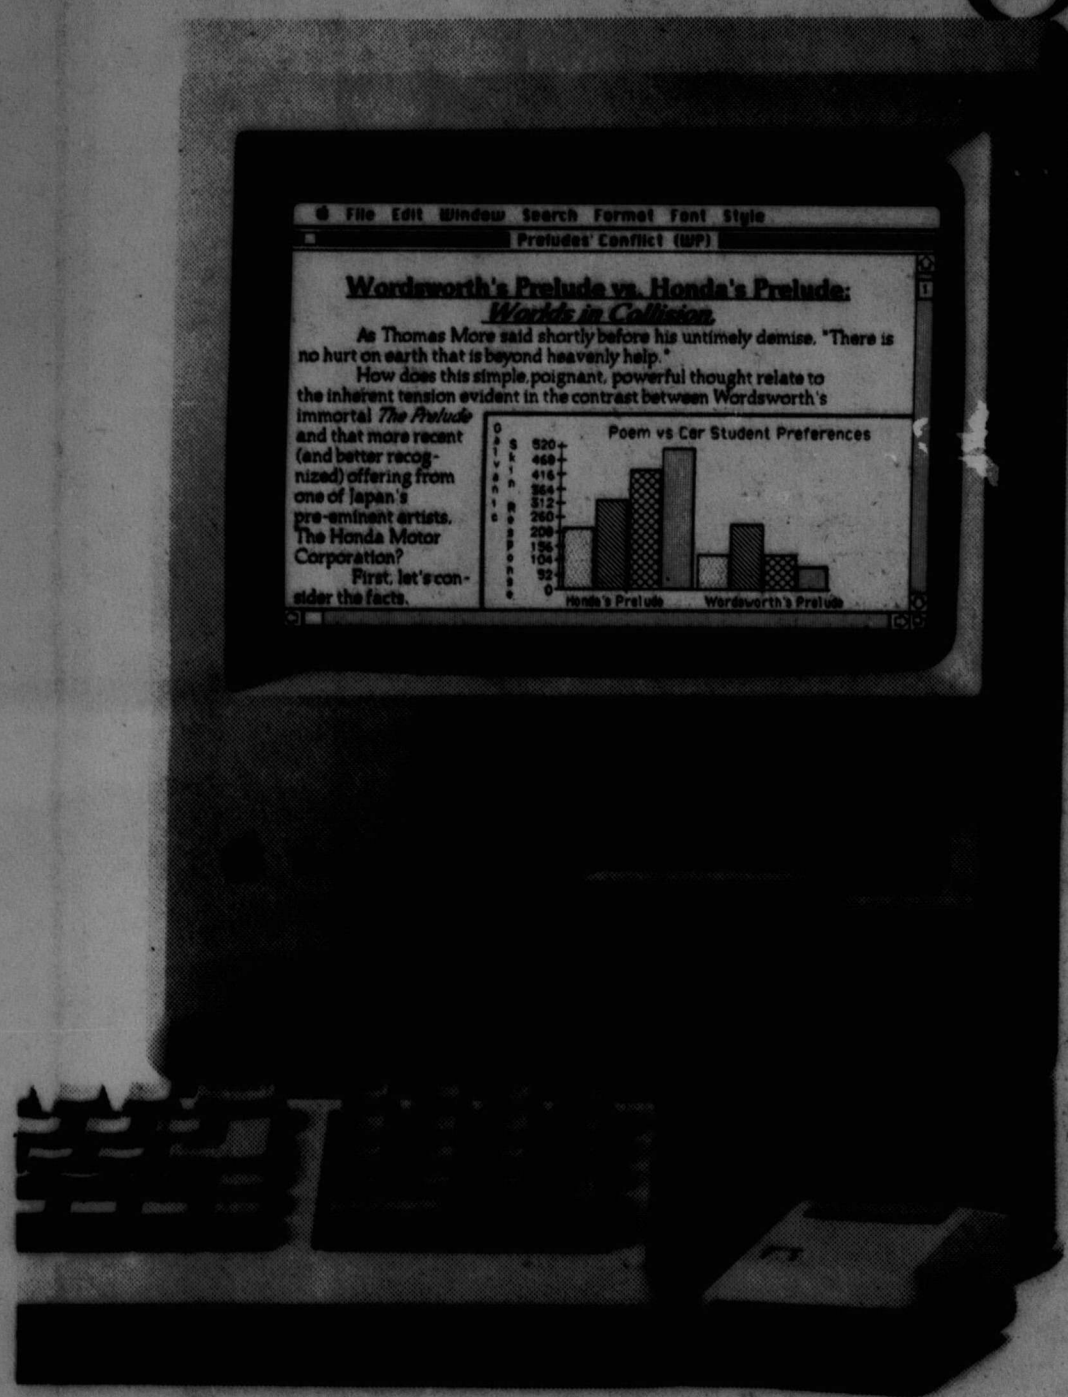 File Edit Window Search Format Font Style
Preludes' Conflict (WP)
Wordsworth's Prelude vs. Honda's Prelude:
Worlds in Collision
As Thomas More said shortly before his untimely demise, "There is
no hurt on earth that is beyond heavenly help."
How does this simple, poignant, powerful thought relate to
the inherent tension evident in the contrast between Wordsworth's
immortal The Prelude
and that more recent
(and better recog-
nized) offering from
one of Japan's
pre-eminent artists,
The Honda Motor
Corporation?
First, let's con-
sider the facts.
Poem vs Car Student Preferences
Galvanic
Skin Response
520
468
416
364
312
260
208
156
104
52
0
Honda's Prelude Wordsworth's Prelude